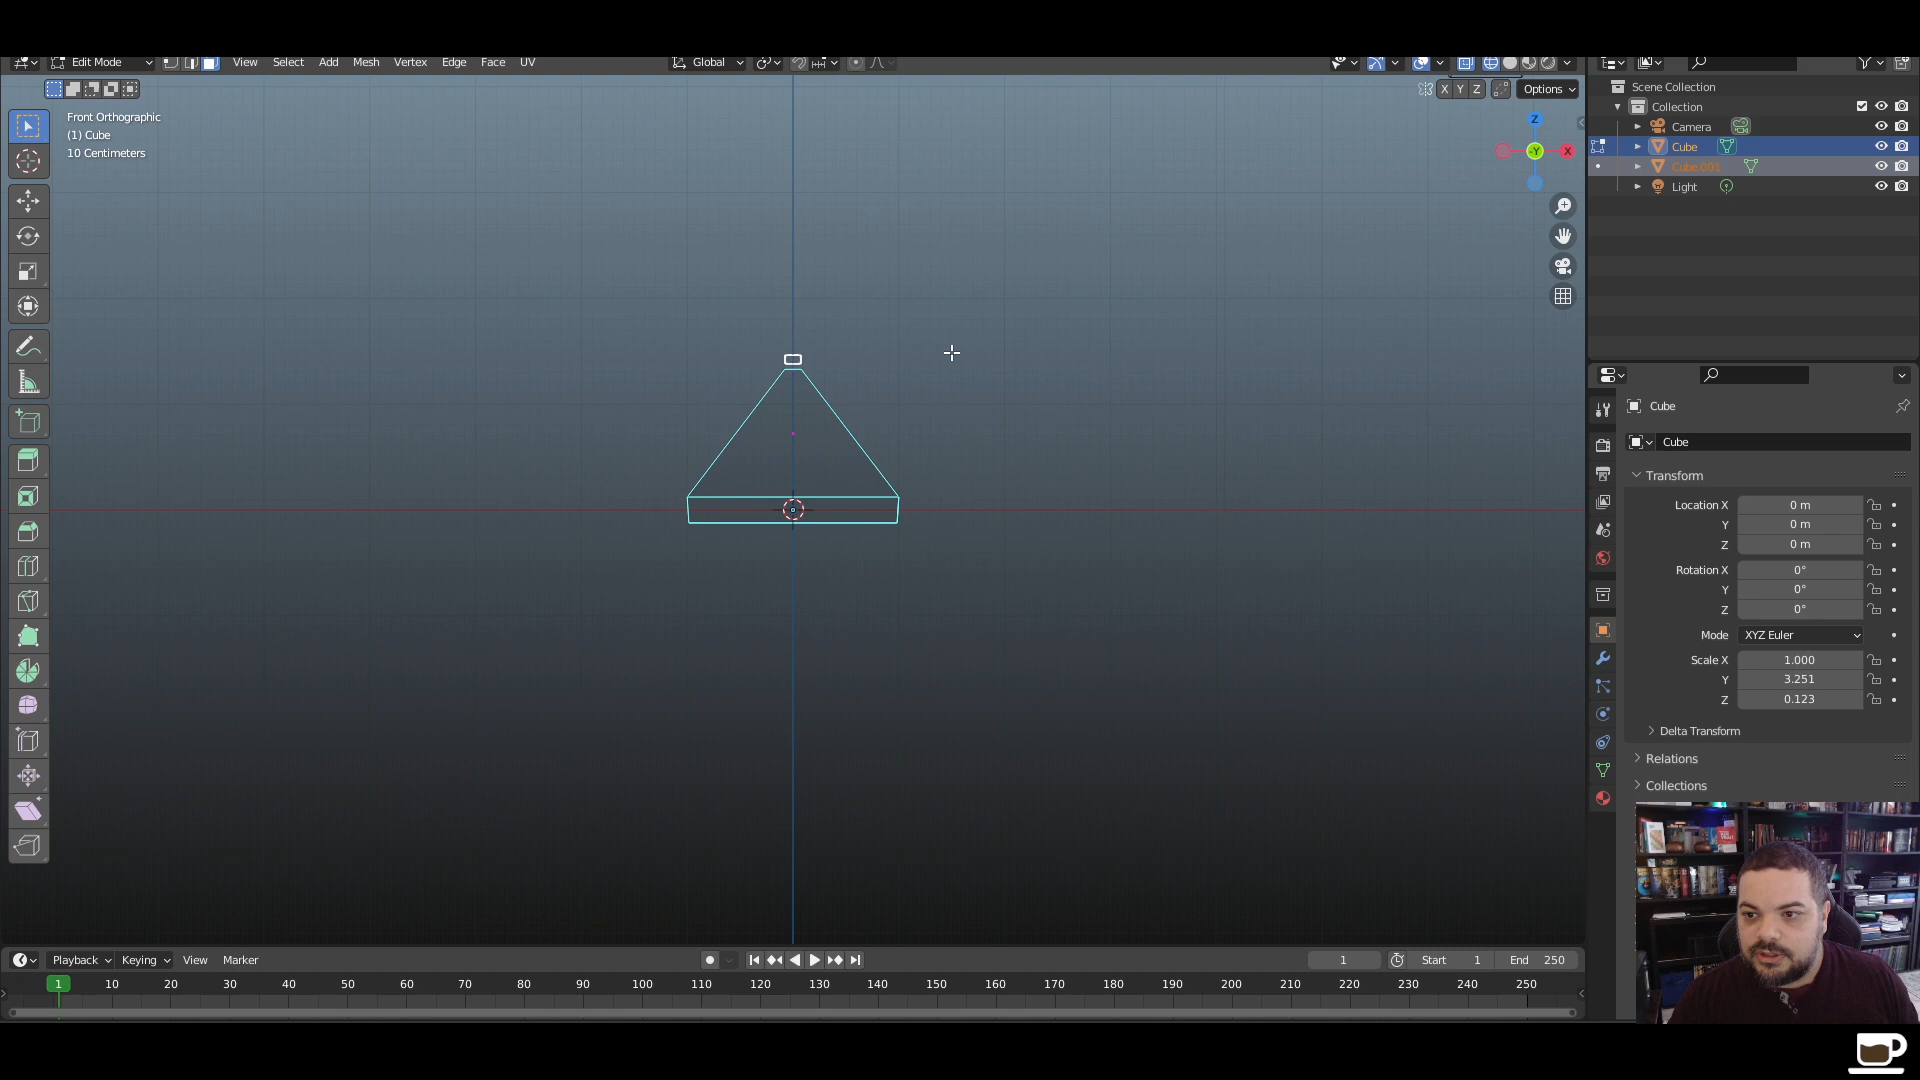 Edit Mode View Select Add Mesh Vertex Edge Face UV Global
X Y Z Options
Front Orthographic
(1) Cube
10 Centimeters
Z
-Y X
Scene Collection
Collection
Camera
Cube
Cube.001
Light
Cube
Cube
Transform
Location X 0 m
Y 0 m
Z 0 m
Rotation X 0°
Y 0°
Z 0°
Mode XYZ Euler
Scale X 1.000
Y 3.251
Z 0.123
Delta Transform
Relations
Collections
Playback Keying View Marker 1 Start 1 End 250
1 10 20 30 40 50 60 70 80 90 100 110 120 130 140 150 160 170 180 190 200 210 220 230 240 250